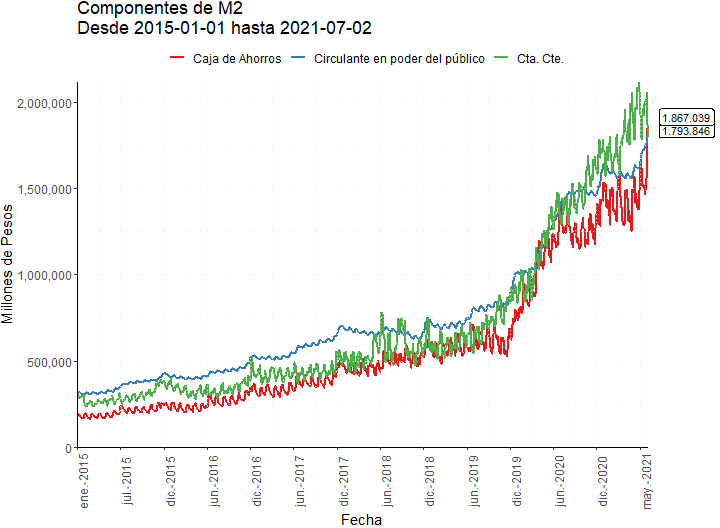 Componentes de M2
Desde 2015-01-01 hasta 2021-07-02
Caja de Ahorros
Circulante en poder del público
Cta. Cte.
Millones de Pesos
2,000,000
1,500,000
1,000,000
500,000
0
1.867.039
1.793.846
ene.-2015
jul.-2015
dic.-2015
jun.-2016
dic.-2016
jun.-2017
dic.-2017
jun.-2018
dic.-2018
jun.-2019
dic.-2019
jun.-2020
dic.-2020
may.-2021
Fecha